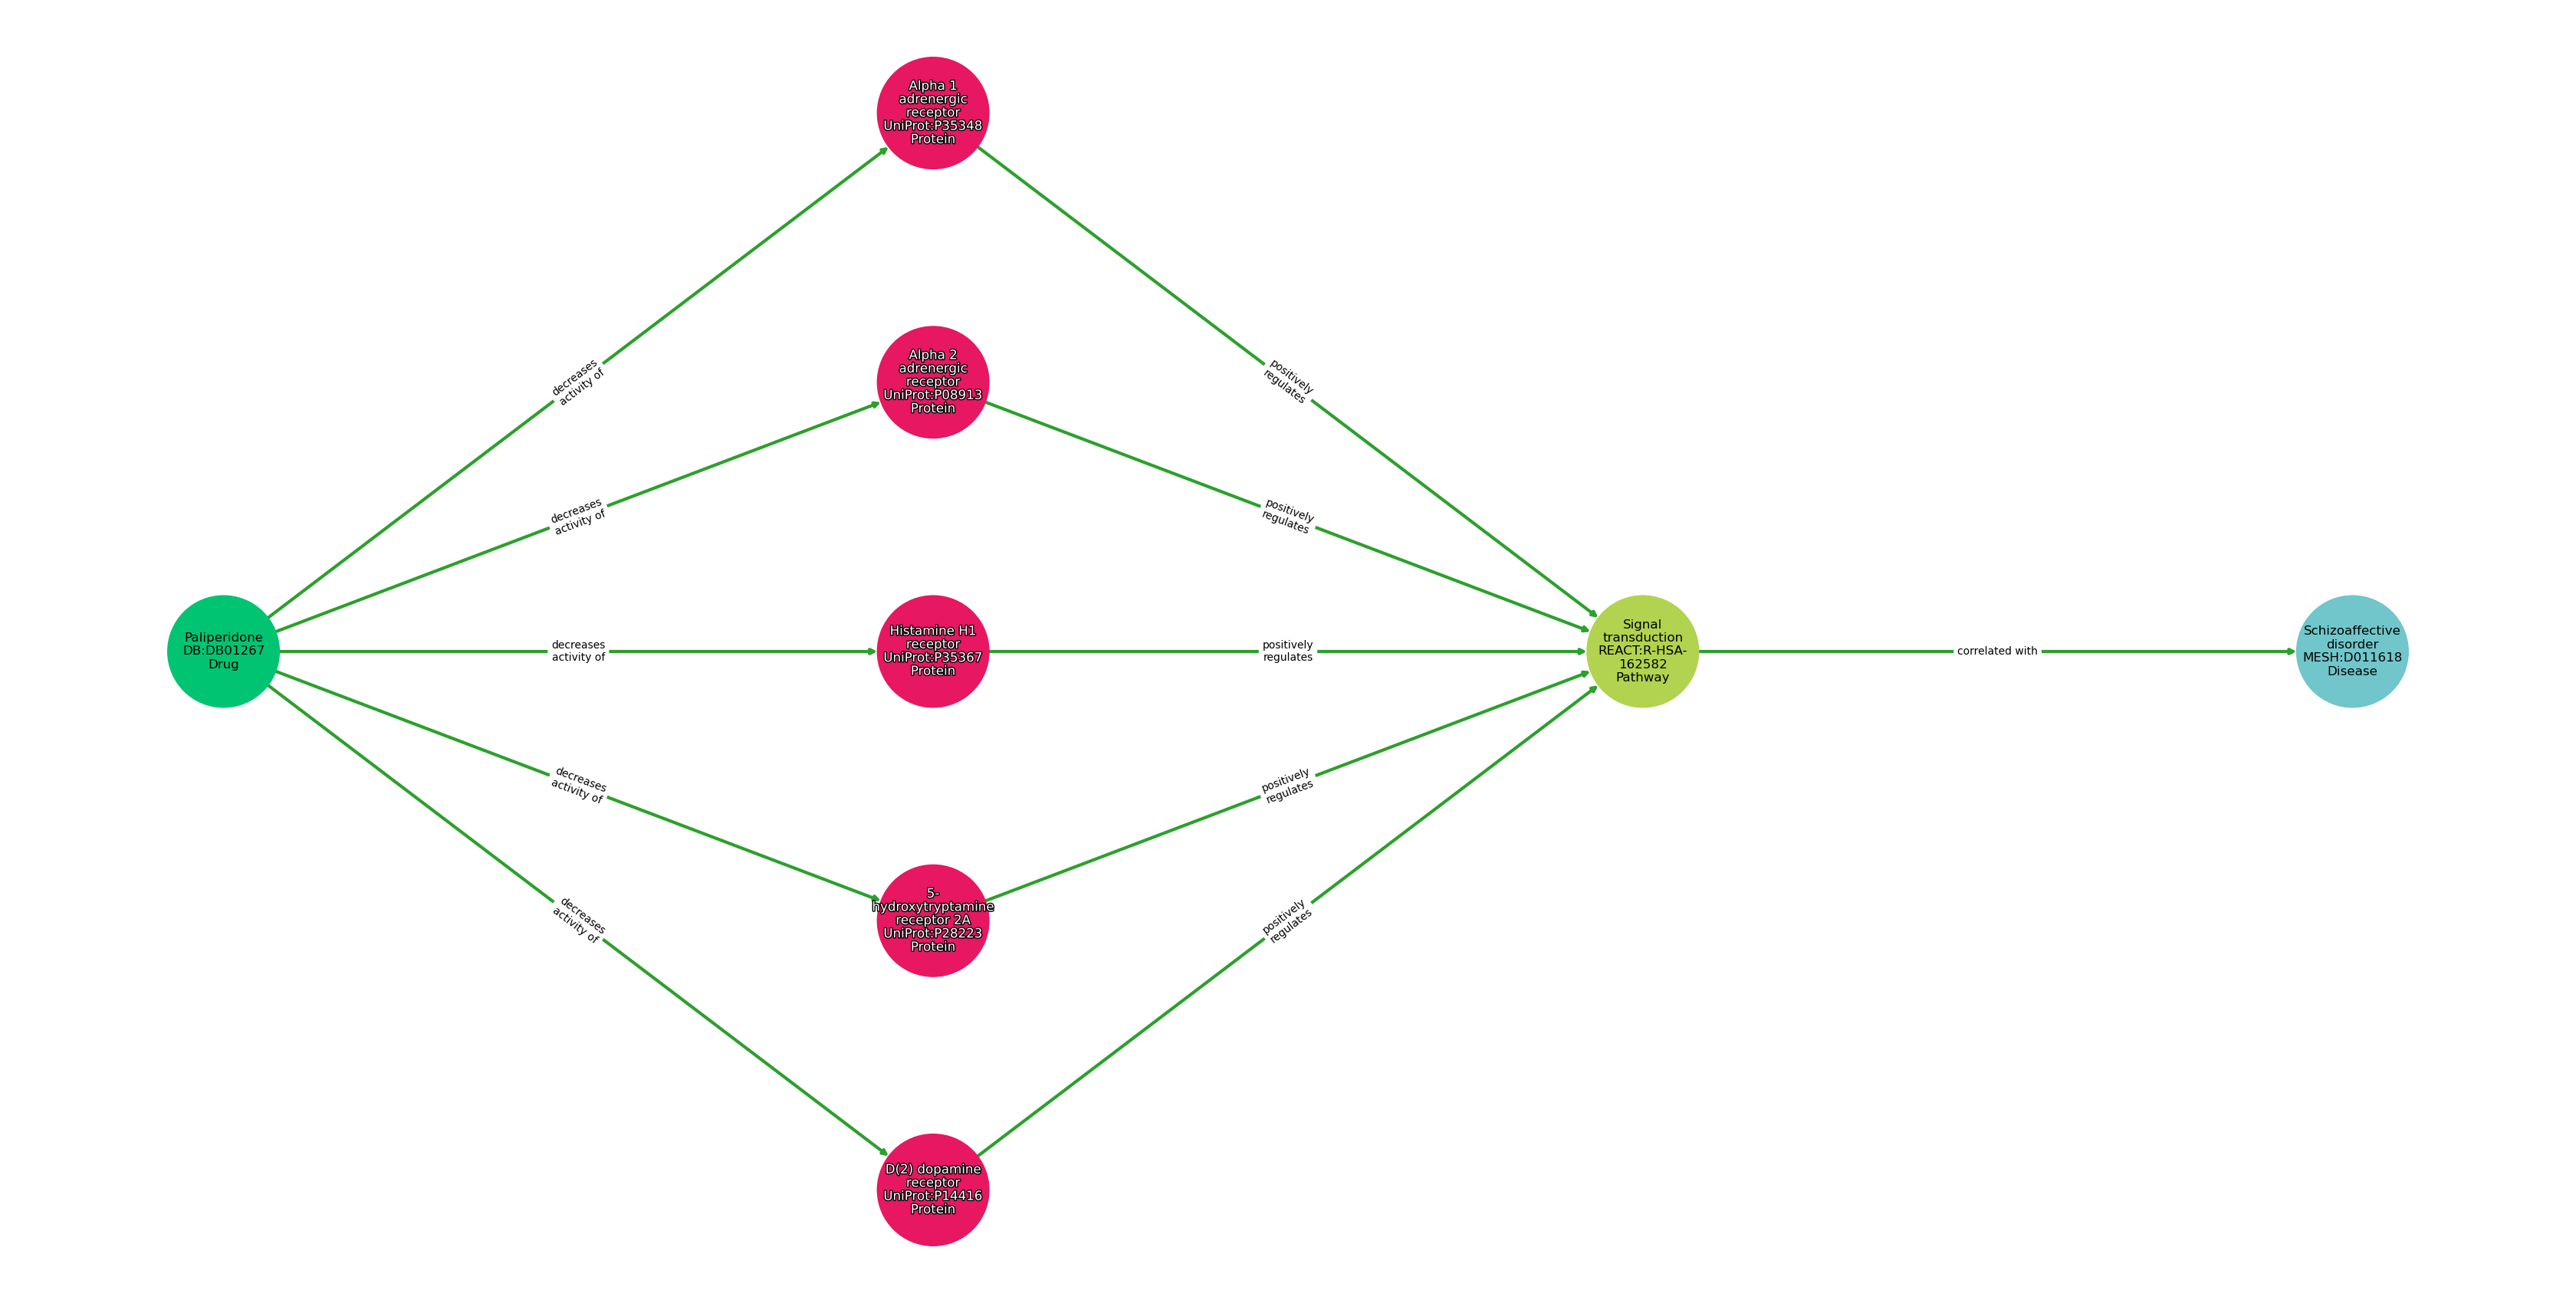 Alpha 1
adrenergic
receptor
UniProt:P35348
Protein
Alpha 2
adrenergic
receptor
UniProt:P08913
Protein
decreases
activity of
positively
regulates
decreases
activity of
positively
regulates
Paliperidone
DB:DB01267
Drug
decreases
activity of
Histamine H1
receptor
UniProt:P35367
Protein
positively
regulates
Signal
transduction
REACT:R-HSA-
162582
Pathway
correlated with
Schizoaffective
disorder
MESH:D011618
Disease
decreases
activity of
positively
regulates
5-
hydroxytryptamine
receptor 2A
UniProt:P28223
Protein
decreases
activity of
positively
regulates
D(2) dopamine
receptor
UniProt:P14416
Protein